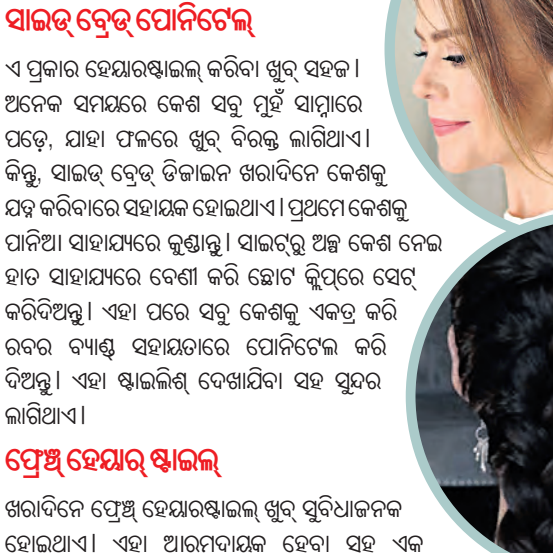 ସାଇଡ୍ ବ୍ରେଡ୍ ପୋନିଟେଲ୍
ଏ ପ୍ରକାର ହେୟାରଷ୍ଟାଇଲ୍ କରିବା ଖୁବ୍ ସହଜ।
ଅନେକ ସମୟରେ କେଶ ସବୁ ମୁହଁ ସାମ୍ନାରେ
ପଡ଼େ, ଯାହା ଫଳରେ ଖୁବ୍ ବିରକ୍ତ ଲାଗିଥାଏ।
କିନ୍ତୁ, ସାଇଡ୍ ବ୍ରେଡ୍ ଡିଜାଇନ ଖରାଦିନେ କେଶକୁ
ଯତ୍ନ କରିବାରେ ସହାୟକ ହୋଇଥାଏ। ପ୍ରଥମେ କେଶକୁ
ପାନିଆ ସାହାଯ୍ୟରେ କୁଣ୍ଡାନ୍ତୁ। ସାଇଟ୍‌ରୁ ଅଳ୍ପ କେଶ ନେଇ
ହାତ ସାହାଯ୍ୟରେ ବେଣୀ କରି ଛୋଟ କ୍ଲିପ୍‌ରେ ସେଟ୍
କରିଦିଅନ୍ତୁ। ଏହା ପରେ ସବୁ କେଶକୁ ଏକତ୍ର କରି
ରବର ବ୍ୟାଣ୍ଡ ସହାୟତାରେ ପୋନିଟେଲ କରି
ଦିଅନ୍ତୁ। ଏହା ଷ୍ଟାଇଲିଶ୍ ଦେଖାଯିବା ସହ ସୁନ୍ଦର
ଲାଗିଥାଏ।
ଫ୍ରେଞ୍ଚ୍ ହେୟାର୍ ଷ୍ଟାଇଲ୍
ଖରାଦିନେ ଫ୍ରେଞ୍ଚ୍ ହେୟାରଷ୍ଟାଇଲ୍ ଖୁବ୍ ସୁବିଧାଜନକ
ହୋଇଥାଏ। ଏହା ଆରାମଦାୟକ ହେବା ସହ ଏକ